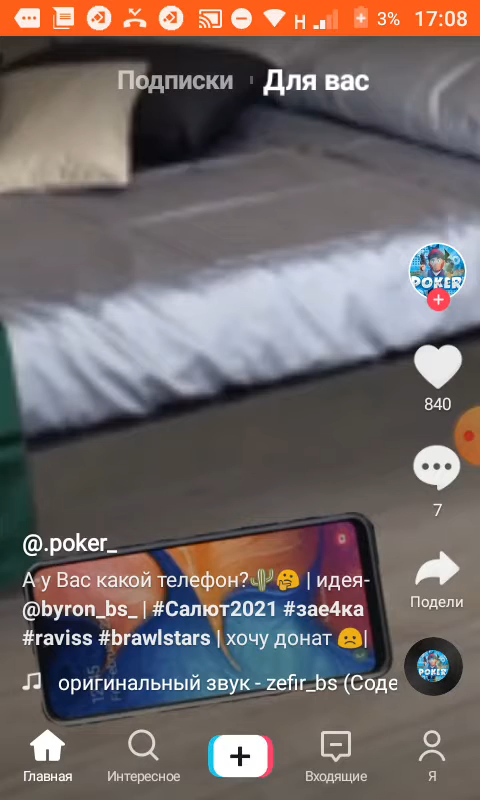 H 3% 17:08
Подписки Для вас
POKER
840
7
@.poker_
А у Вас какой телефон?🌵🤔 | идея-
@byron_bs_ | #Салют2021 #зае4ка
#raviss #brawlstars | хочу донат ☹️|
Подели
оригинальный звук - zefir_bs (Соде
POKER
Главная Интересное Входящие Я